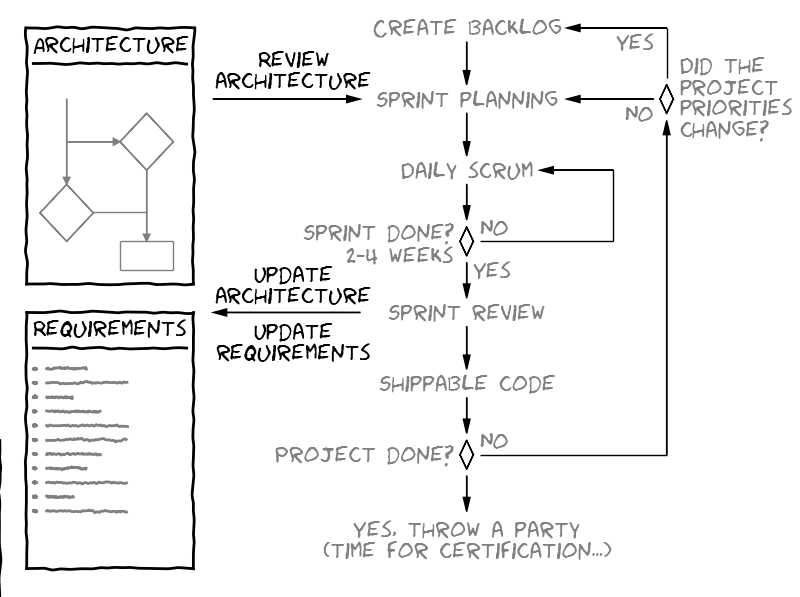 ARCHITECTURE
REVIEW
ARCHITECTURE
CREATE BACKLOG
YES
DID THE
PROJECT
PRIORITIES
CHANGE?
SPRINT PLANNING
NO
DAILY SCRUM
SPRINT DONE?
2-4 WEEKS
NO
YES
UPDATE
ARCHITECTURE
UPDATE
REQUIREMENTS
SPRINT REVIEW
REQUIREMENTS
SHIPPABLE CODE
PROJECT DONE?
NO
YES, THROW A PARTY
(TIME FOR CERTIFICATION...)